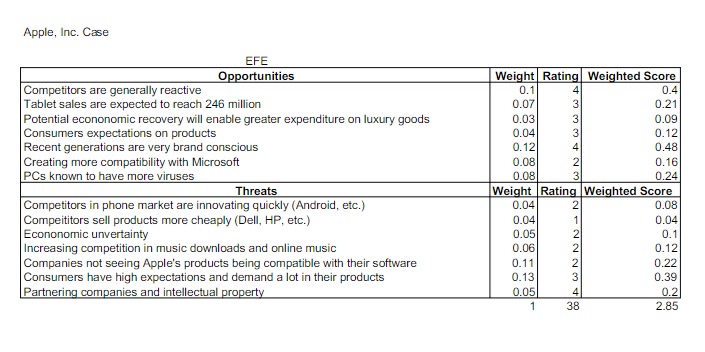 Apple, Inc. Case
EFE
Opportunities Weight Rating Weighted Score
Competitors are generally reactive 0.1 4 0.4
Tablet sales are expected to reach 246 million 0.07 3 0.21
Potential econonomic recovery will enable greater expenditure on luxury goods 0.03 3 0.09
Consumers expectations on products 0.04 3 0.12
Recent generations are very brand conscious 0.12 4 0.48
Creating more compatibility with Microsoft 0.08 2 0.16
PCs known to have more viruses 0.08 3 0.24
Threats Weight Rating Weighted Score
Competitors in phone market are innovating quickly (Android, etc.) 0.04 2 0.08
Compeititors sell products more cheaply (Dell, HP, etc.) 0.04 1 0.04
Econonomic unvertainty 0.05 2 0.1
Increasing competition in music downloads and online music 0.06 2 0.12
Companies not seeing Apple's products being compatible with their software 0.11 2 0.22
Consumers have high expectations and demand a lot in their products 0.13 3 0.39
Partnering companies and intellectual property 0.05 4 0.2
1 38 2.85